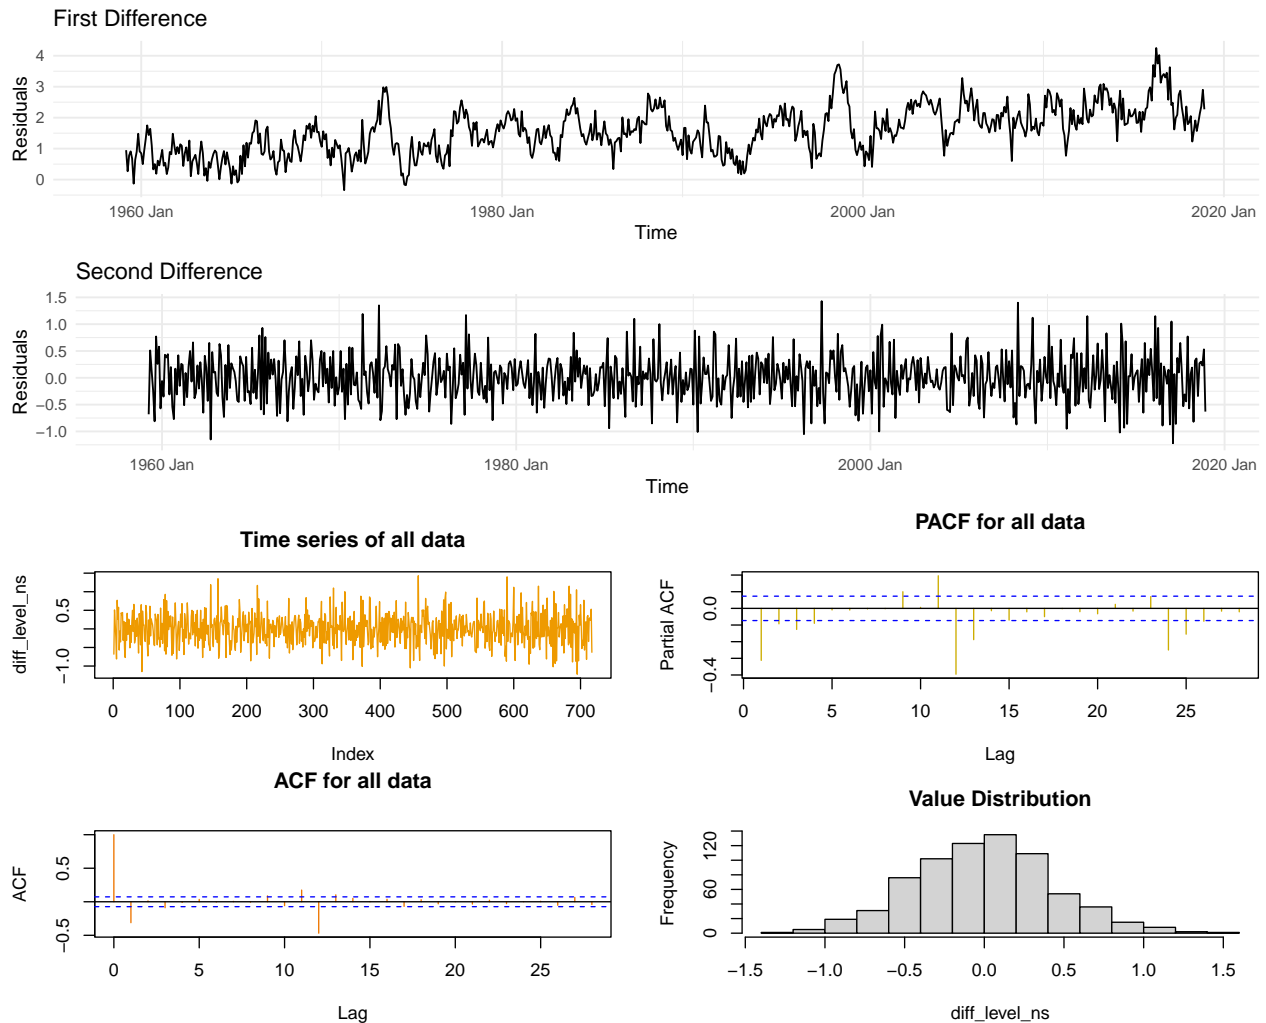 First Difference
Residuals
4
3
2
1
0
1960 Jan 1980 Jan 2000 Jan 2020 Jan
Time
Second Difference
Residuals
1.5
1.0
0.5
0.0
−0.5
−1.0
1960 Jan 1980 Jan 2000 Jan 2020 Jan
Time
Time series of all data
diff_level_ns
0.5
−1.0
0 100 200 300 400 500 600 700
Index
PACF for all data
Partial ACF
0.0
−0.4
0 5 10 15 20 25
Lag
ACF for all data
ACF
0.5
−0.5
0 5 10 15 20 25
Lag
Value Distribution
Frequency
120
60
0
−1.5 −1.0 −0.5 0.0 0.5 1.0 1.5
diff_level_ns